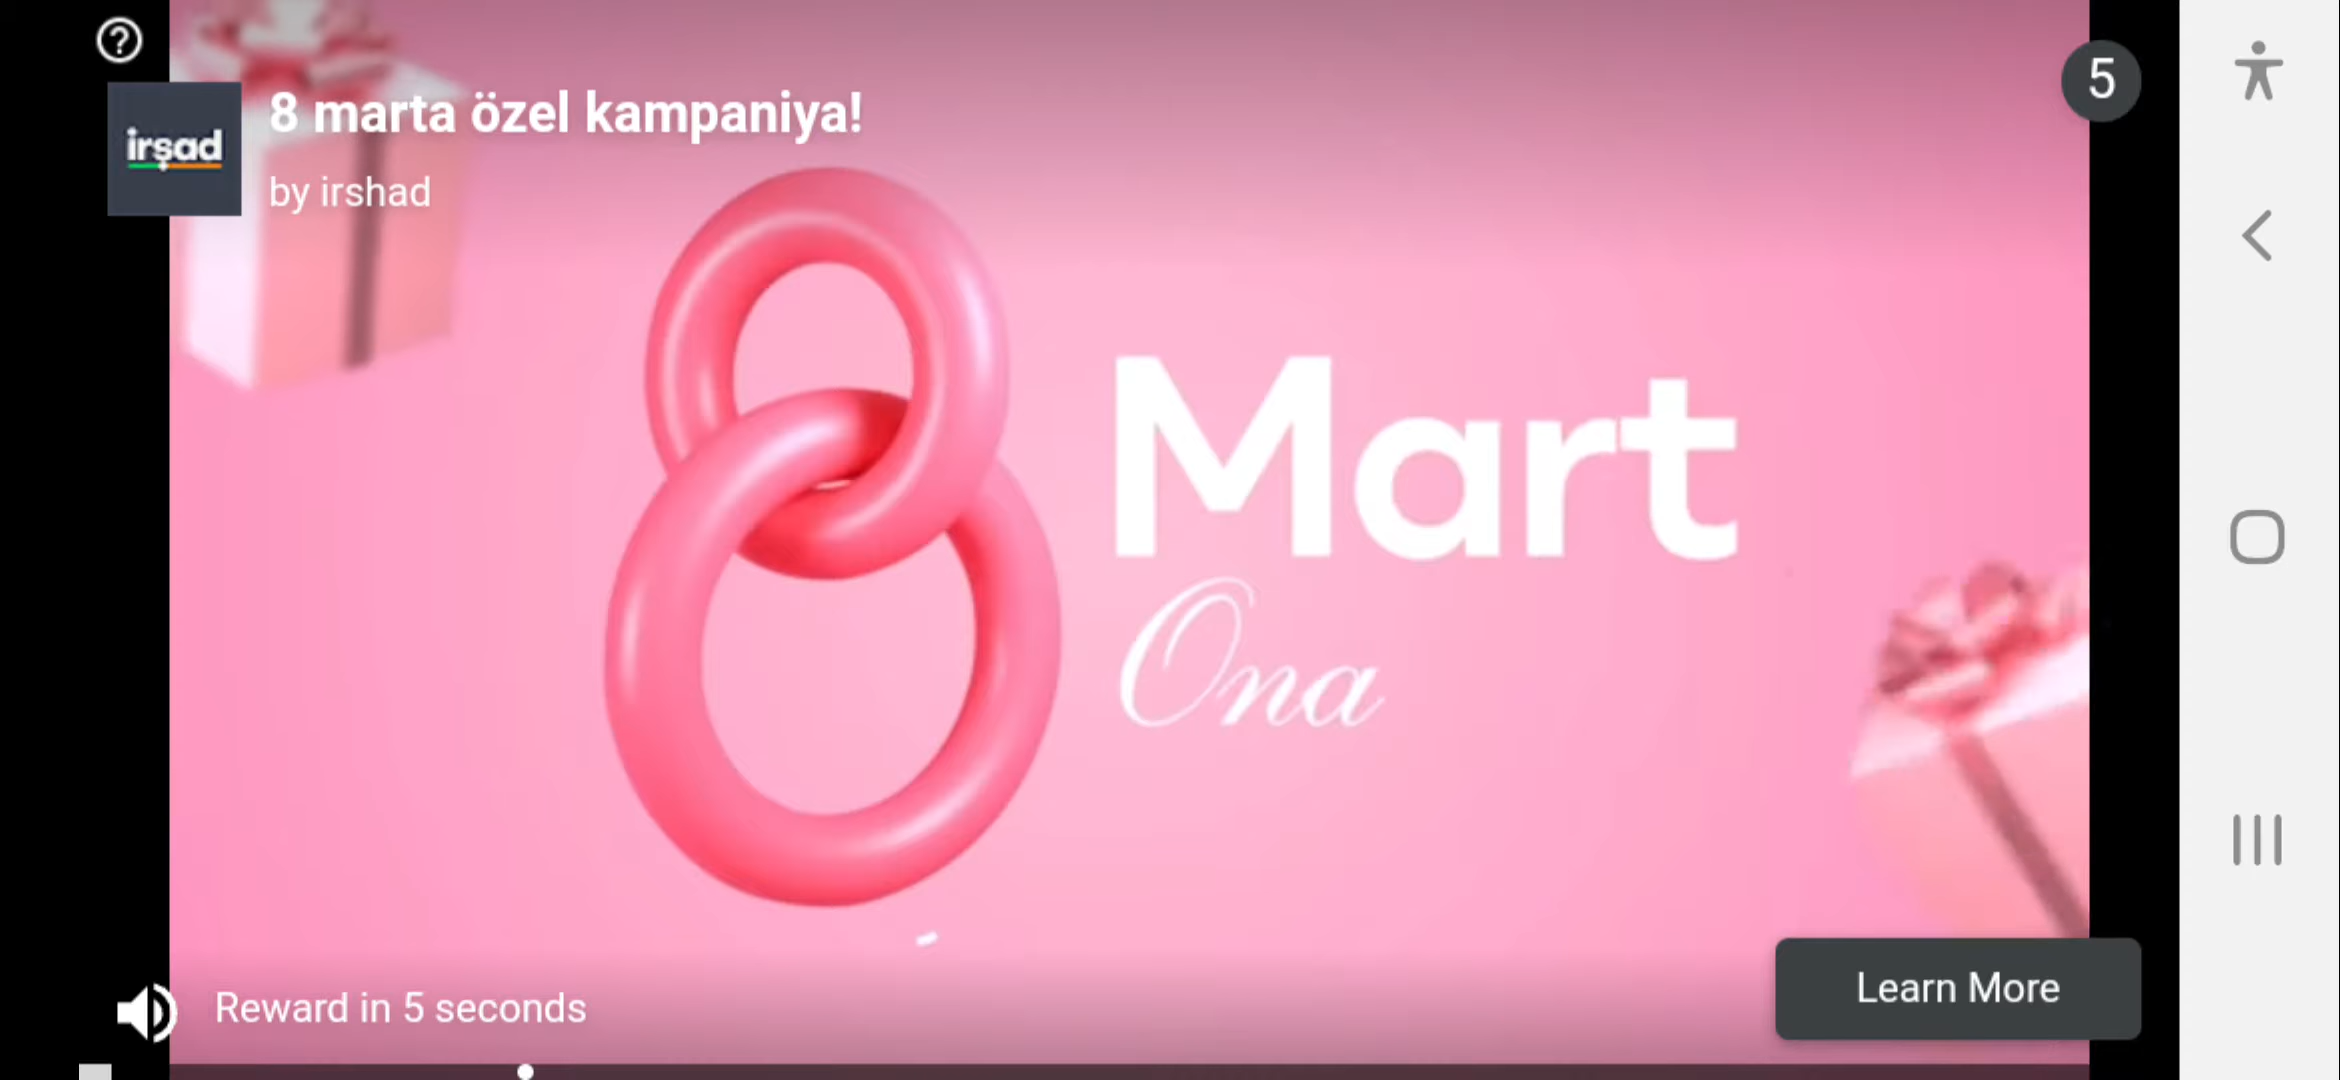 8 marta özel kampaniya!
irşad
by irshad
5
8 Mart
Ona
Reward in 5 seconds
Learn More